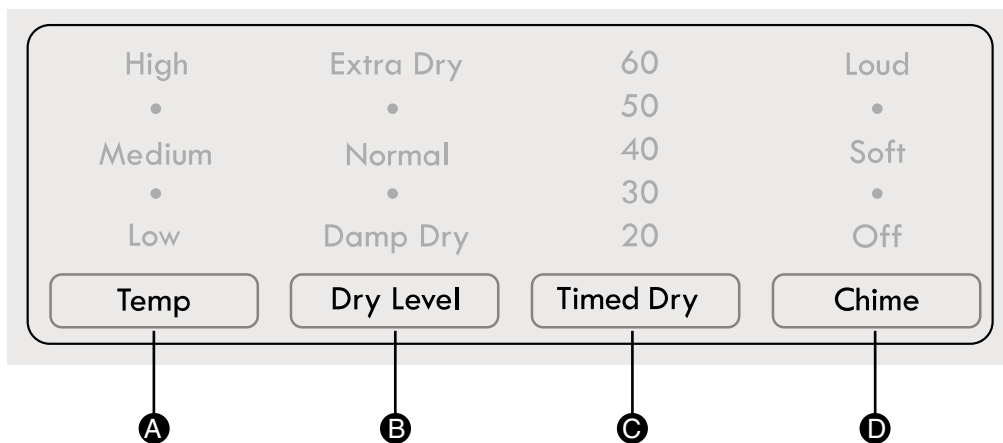 High Extra Dry 60 Loud
50
Medium Normal 40 Soft
30
Low Damp Dry 20 Off
Temp Dry Level Timed Dry Chime
A B C D